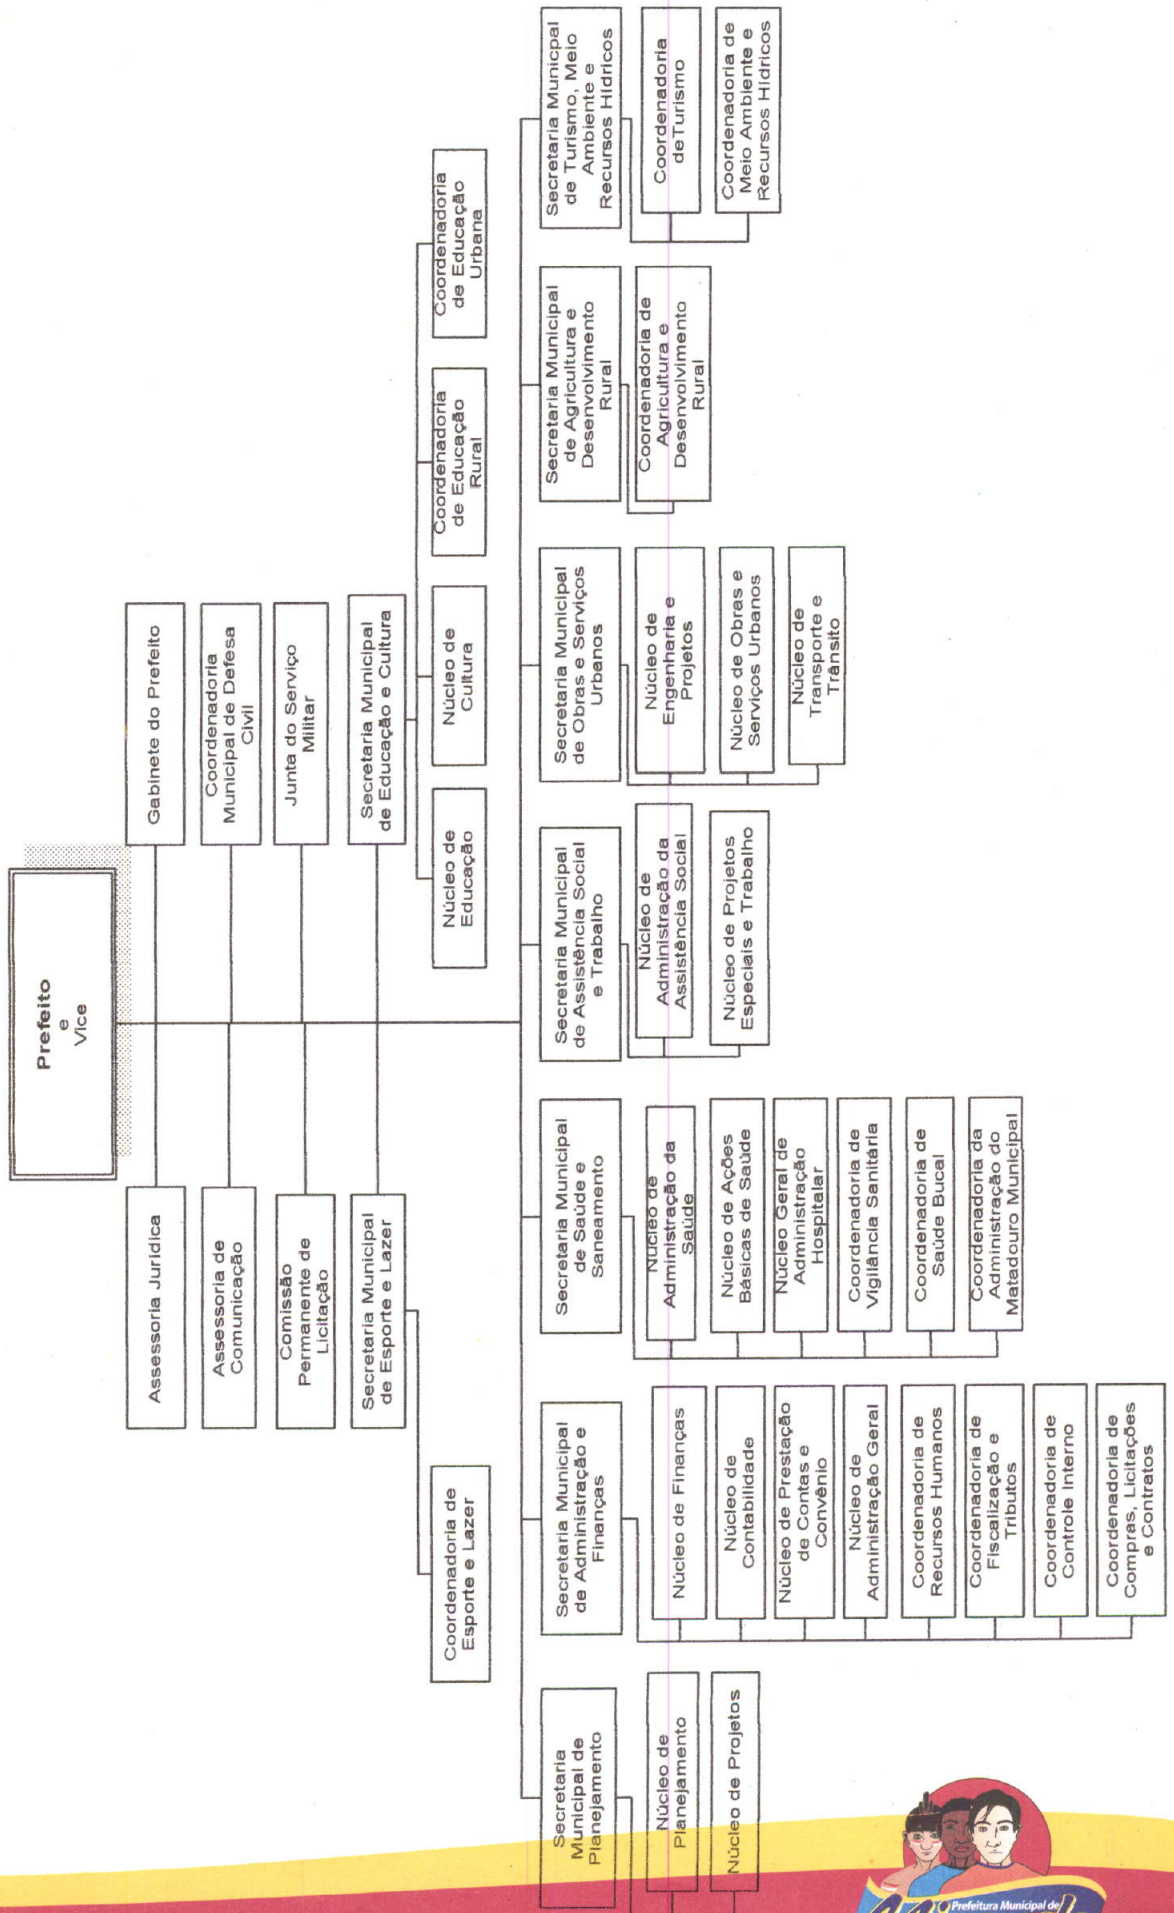 Prefeito
e
Vice
Assessoria Jurídica
Gabinete do Prefeito
Assessoria de
Comunicação
Coordenadoria
Municipal de Defesa
Civil
Comissão
Permanente de
Licitação
Junta do Serviço
Militar
Secretaria Municipal
de Esporte e Lazer
Secretaria Municipal
de Educação e Cultura
Coordenadoria de
Esporte e Lazer
Núcleo de
Educação
Núcleo de
Cultura
Coordenadoria
de Educação
Rural
Coordenadoria
de Educação
Urbana
Secretaria
Municipal de
Planejamento
Núcleo de
Planejamento
Núcleo de Projetos
Secretaria Municipal
de Administração e
Finanças
Núcleo de Finanças
Núcleo de
Contabilidade
Núcleo de Prestação
de Contas e
Convênio
Núcleo de
Administração Geral
Coordenadoria de
Recursos Humanos
Coordenadoria de
Fiscalização e
Tributos
Coordenadoria de
Controle Interno
Coordenadoria de
Compras, Licitações
e Contratos
Secretaria Municipal
de Saúde e
Saneamento
Núcleo de
Administração da
Saúde
Núcleo de Ações
Básicas de Saúde
Núcleo Geral de
Administração
Hospitalar
Coordenadoria de
Vigilância Sanitária
Coordenadoria de
Saúde Bucal
Coordenadoria da
Administração do
Matadouro Municipal
Secretaria Municipal
de Assistência Social
e Trabalho
Núcleo de
Administração da
Assistência Social
Núcleo de Projetos
Especiais e Trabalho
Secretaria Municipal
de Obras e Serviços
Urbanos
Núcleo de
Engenharia e
Projetos
Núcleo de Obras e
Serviços Urbanos
Núcleo de
Transporte e
Trânsito
Secretaria Municipal
de Agricultura e
Desenvolvimento
Rural
Coordenadoria de
Agricultura e
Desenvolvimento
Rural
Secretaria Municpal
de Turismo, Meio
Ambiente e
Recursos Hídricos
Coordenadoria
deTurismo
Coordenadoria de
Meio Ambiente e
Recursos Hídricos
Prefeitura Municipal de